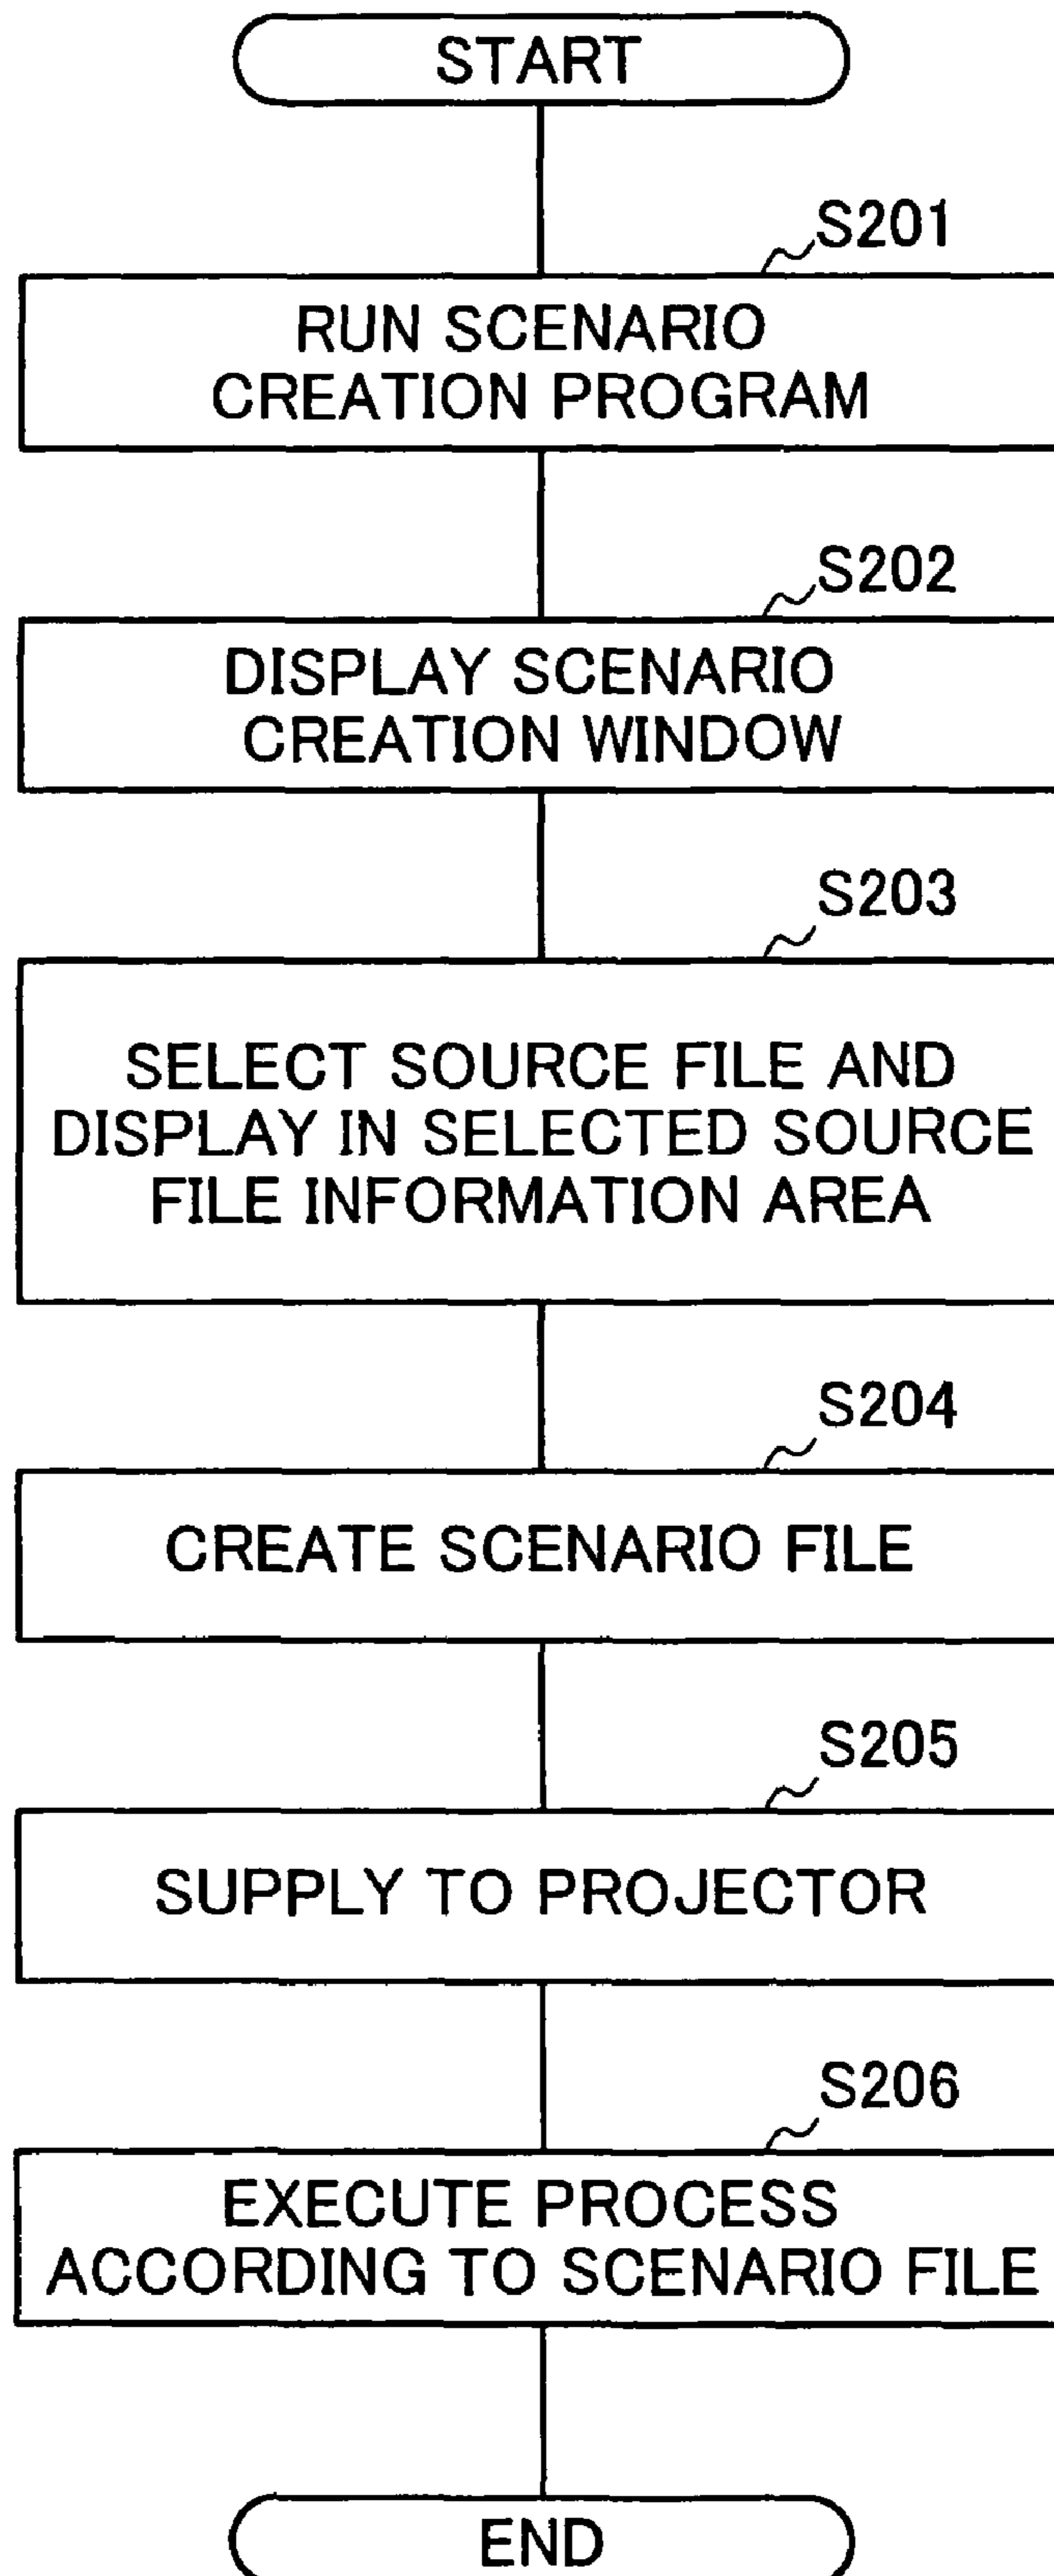 START
S201
RUN SCENARIO
CREATION PROGRAM
S202
DISPLAY SCENARIO
CREATION WINDOW
S203
SELECT SOURCE FILE AND
DISPLAY IN SELECTED SOURCE
FILE INFORMATION AREA
S204
CREATE SCENARIO FILE
S205
SUPPLY TO PROJECTOR
S206
EXECUTE PROCESS
ACCORDING TO SCENARIO FILE
END